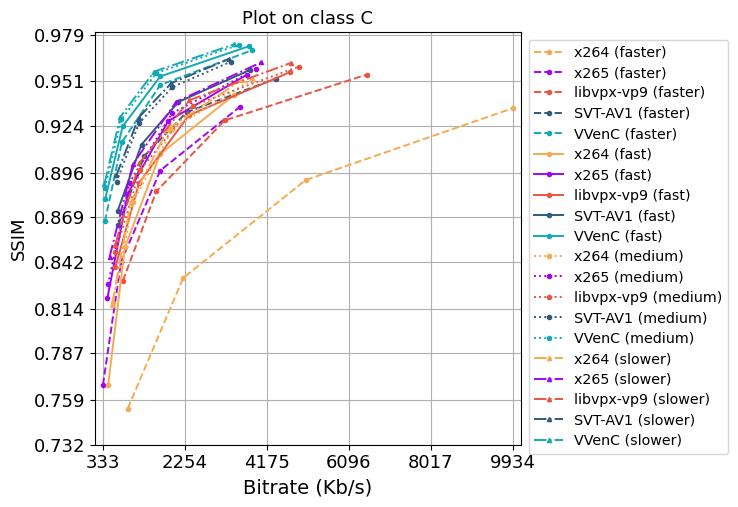 Plot on class C
SSIM
0.979
0.951
0.924
0.896
0.869
0.842
0.814
0.787
0.759
0.732
333 2254 4175 6096 8017 9934
Bitrate (Kb/s)
x264 (faster)
x265 (faster)
libvpx-vp9 (faster)
SVT-AV1 (faster)
VVenC (faster)
x264 (fast)
x265 (fast)
libvpx-vp9 (fast)
SVT-AV1 (fast)
VVenC (fast)
x264 (medium)
x265 (medium)
libvpx-vp9 (medium)
SVT-AV1 (medium)
VVenC (medium)
x264 (slower)
x265 (slower)
libvpx-vp9 (slower)
SVT-AV1 (slower)
VVenC (slower)